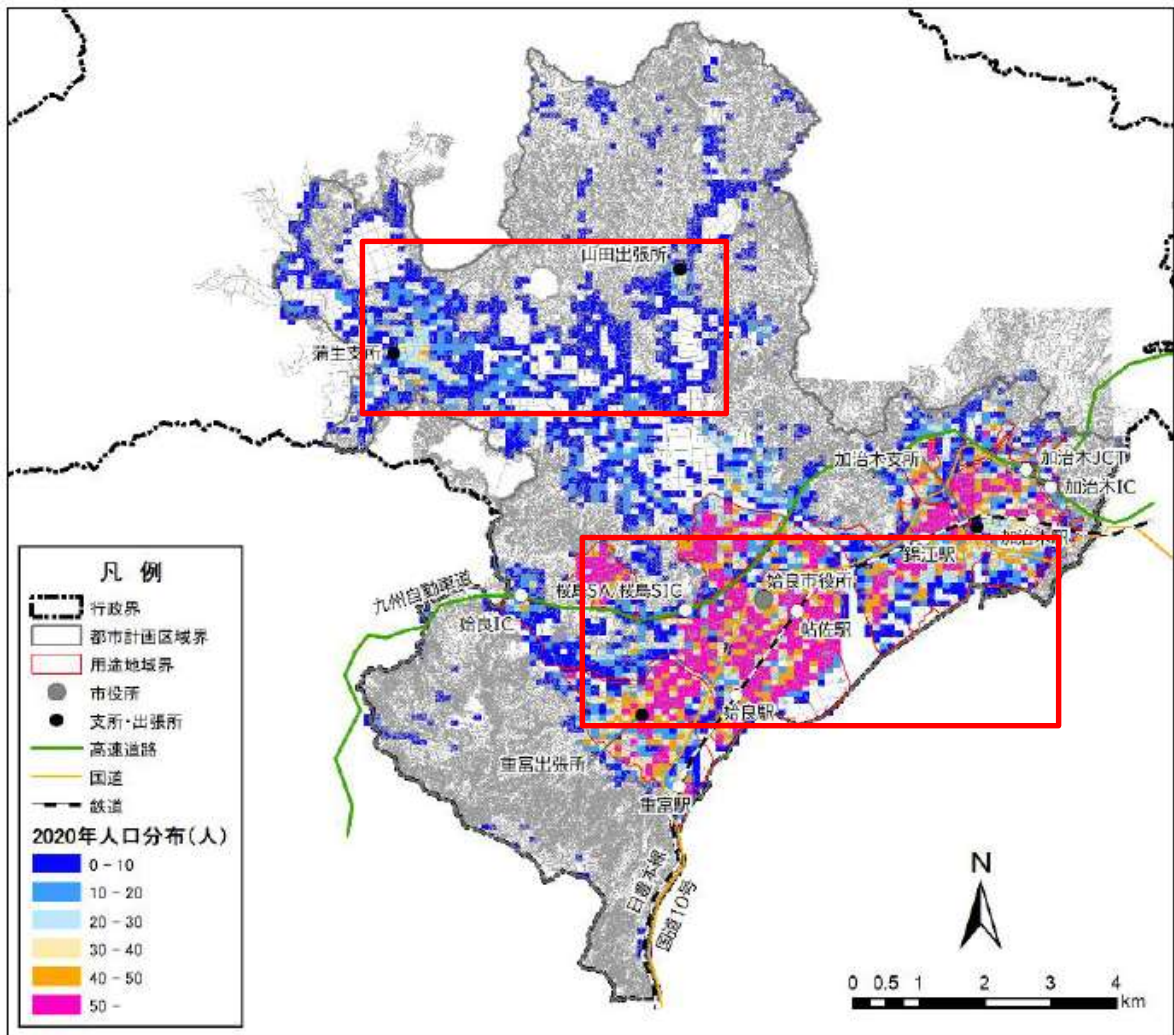 山田出張所
蒲生支所
加治木支所
加治木JCT
加治木IC
加治木駅
錦江駅
九州自動車道
桜島SA/桜島SIC
姶良市役所
姶良IC
帖佐駅
姶良駅
重富出張所
重富駅
日豊本線
国道10号
凡 例
行政界
都市計画区域界
用途地域界
市役所
支所・出張所
高速道路
国道
鉄道
2020年人口分布(人)
0 - 10
10 - 20
20 - 30
30 - 40
40 - 50
50 -
N
0 0.5 1 2 3 4
km